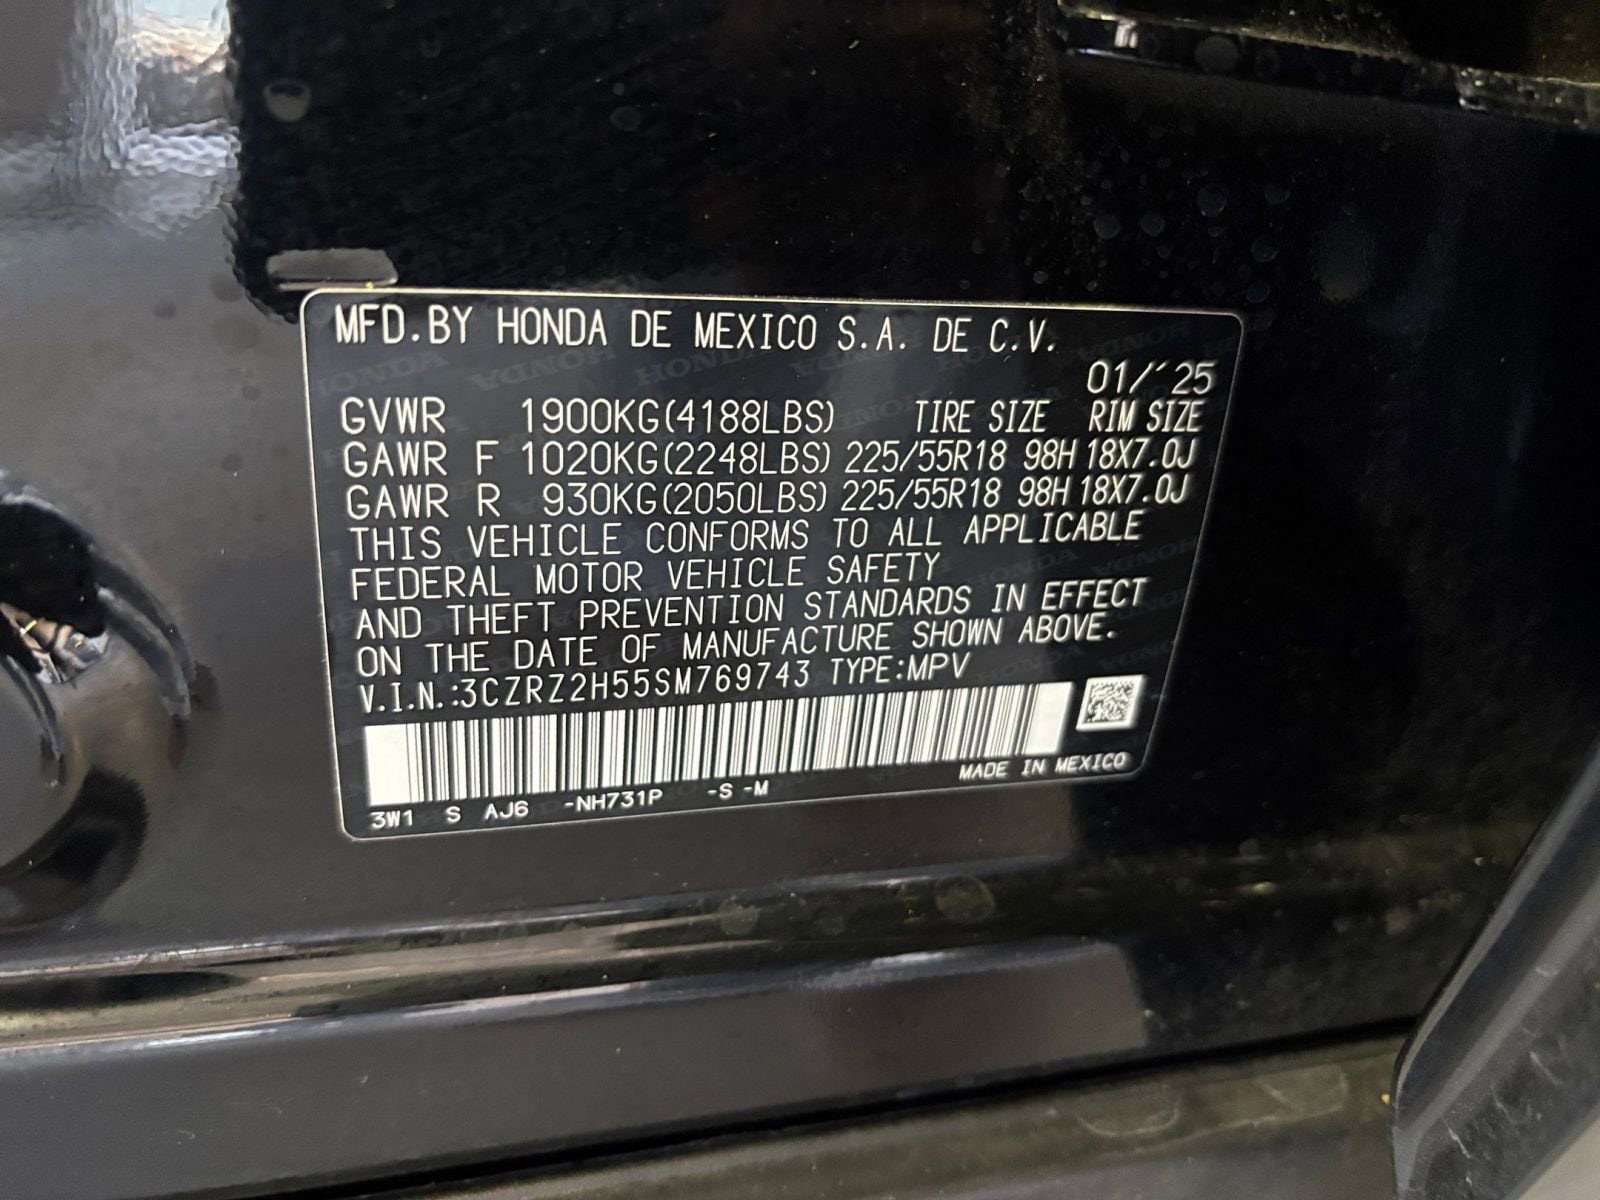 MFD.BY HONDA DE MEXICO S.A. DE C.V.
01/´25
GVWR 1900KG(4188LBS) TIRE SIZE RIM SIZE
GAWR F 1020KG(2248LBS) 225/55R18 98H 18X7.0J
GAWR R 930KG(2050LBS) 225/55R18 98H 18X7.0J
THIS VEHICLE CONFORMS TO ALL APPLICABLE
FEDERAL MOTOR VEHICLE SAFETY
AND THEFT PREVENTION STANDARDS IN EFFECT
ON THE DATE OF MANUFACTURE SHOWN ABOVE.
V.I.N.:3CZRZ2H55SM769743 TYPE:MPV
MADE IN MEXICO
3W1 S AJ6 -NH731P -S -M